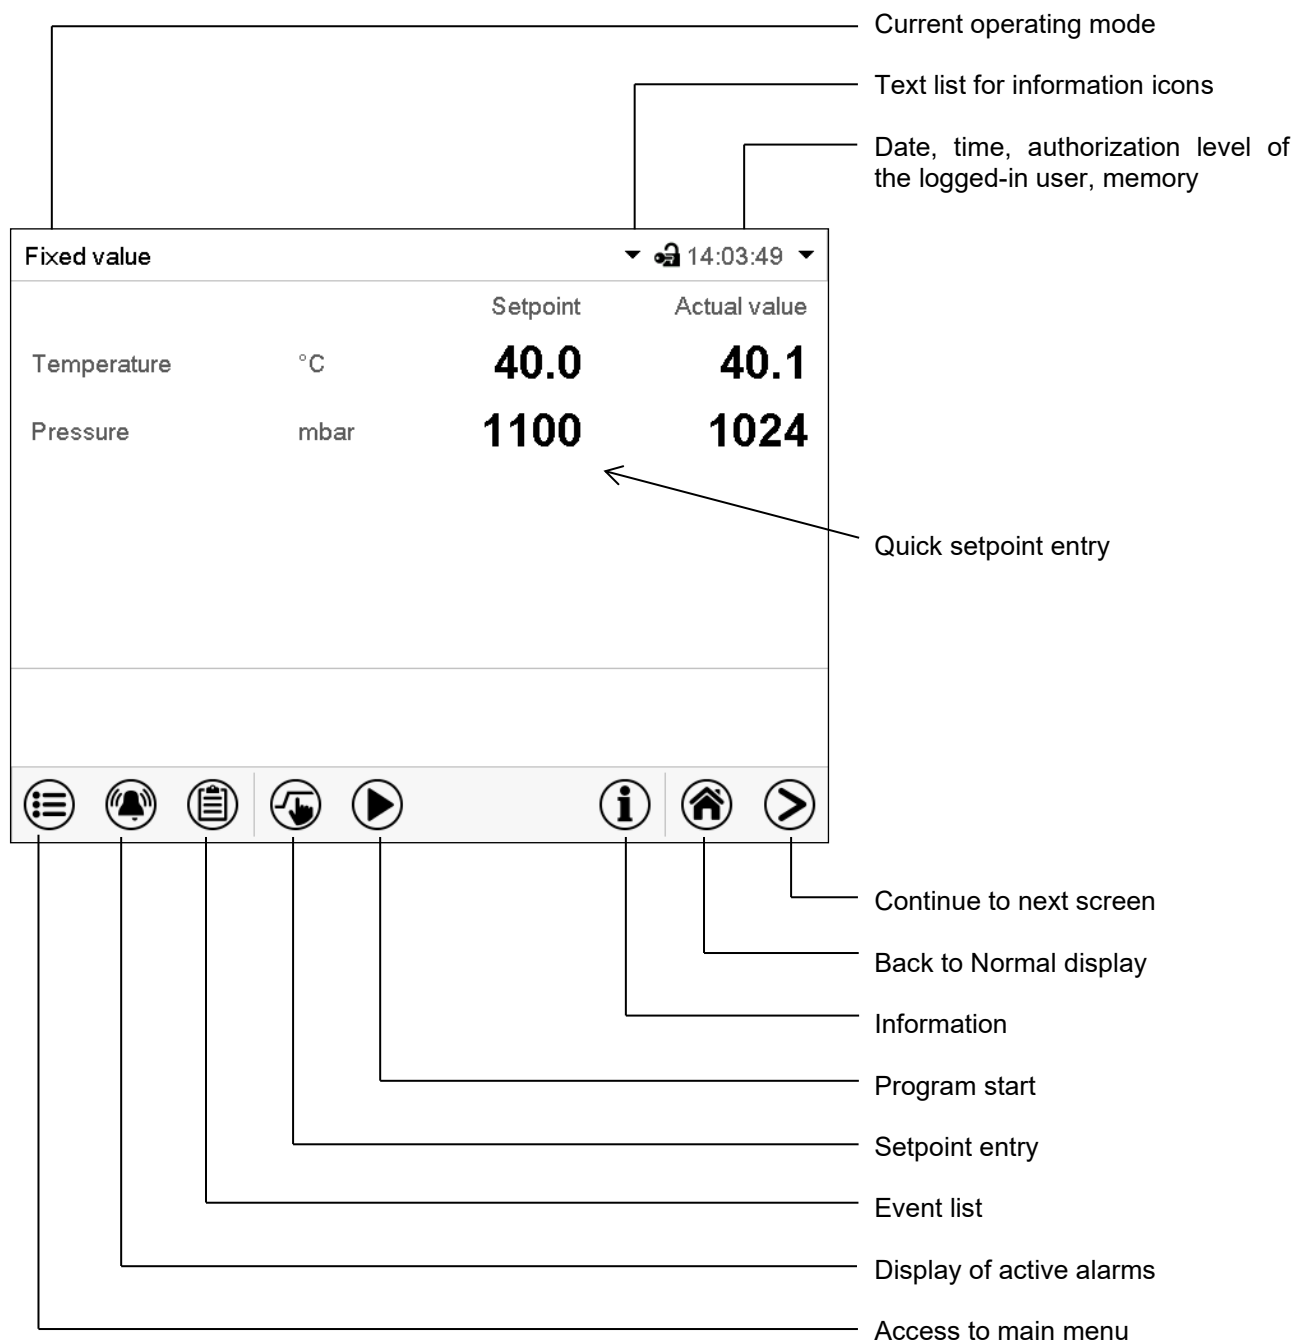 Current operating mode
Text list for information icons
Date, time, authorization level of
the logged-in user, memory
Fixed value
14:03:49
Setpoint Actual value
Temperature °C 40.0 40.1
Pressure mbar 1100 1024
Quick setpoint entry
Continue to next screen
Back to Normal display
Information
Program start
Setpoint entry
Event list
Display of active alarms
Access to main menu